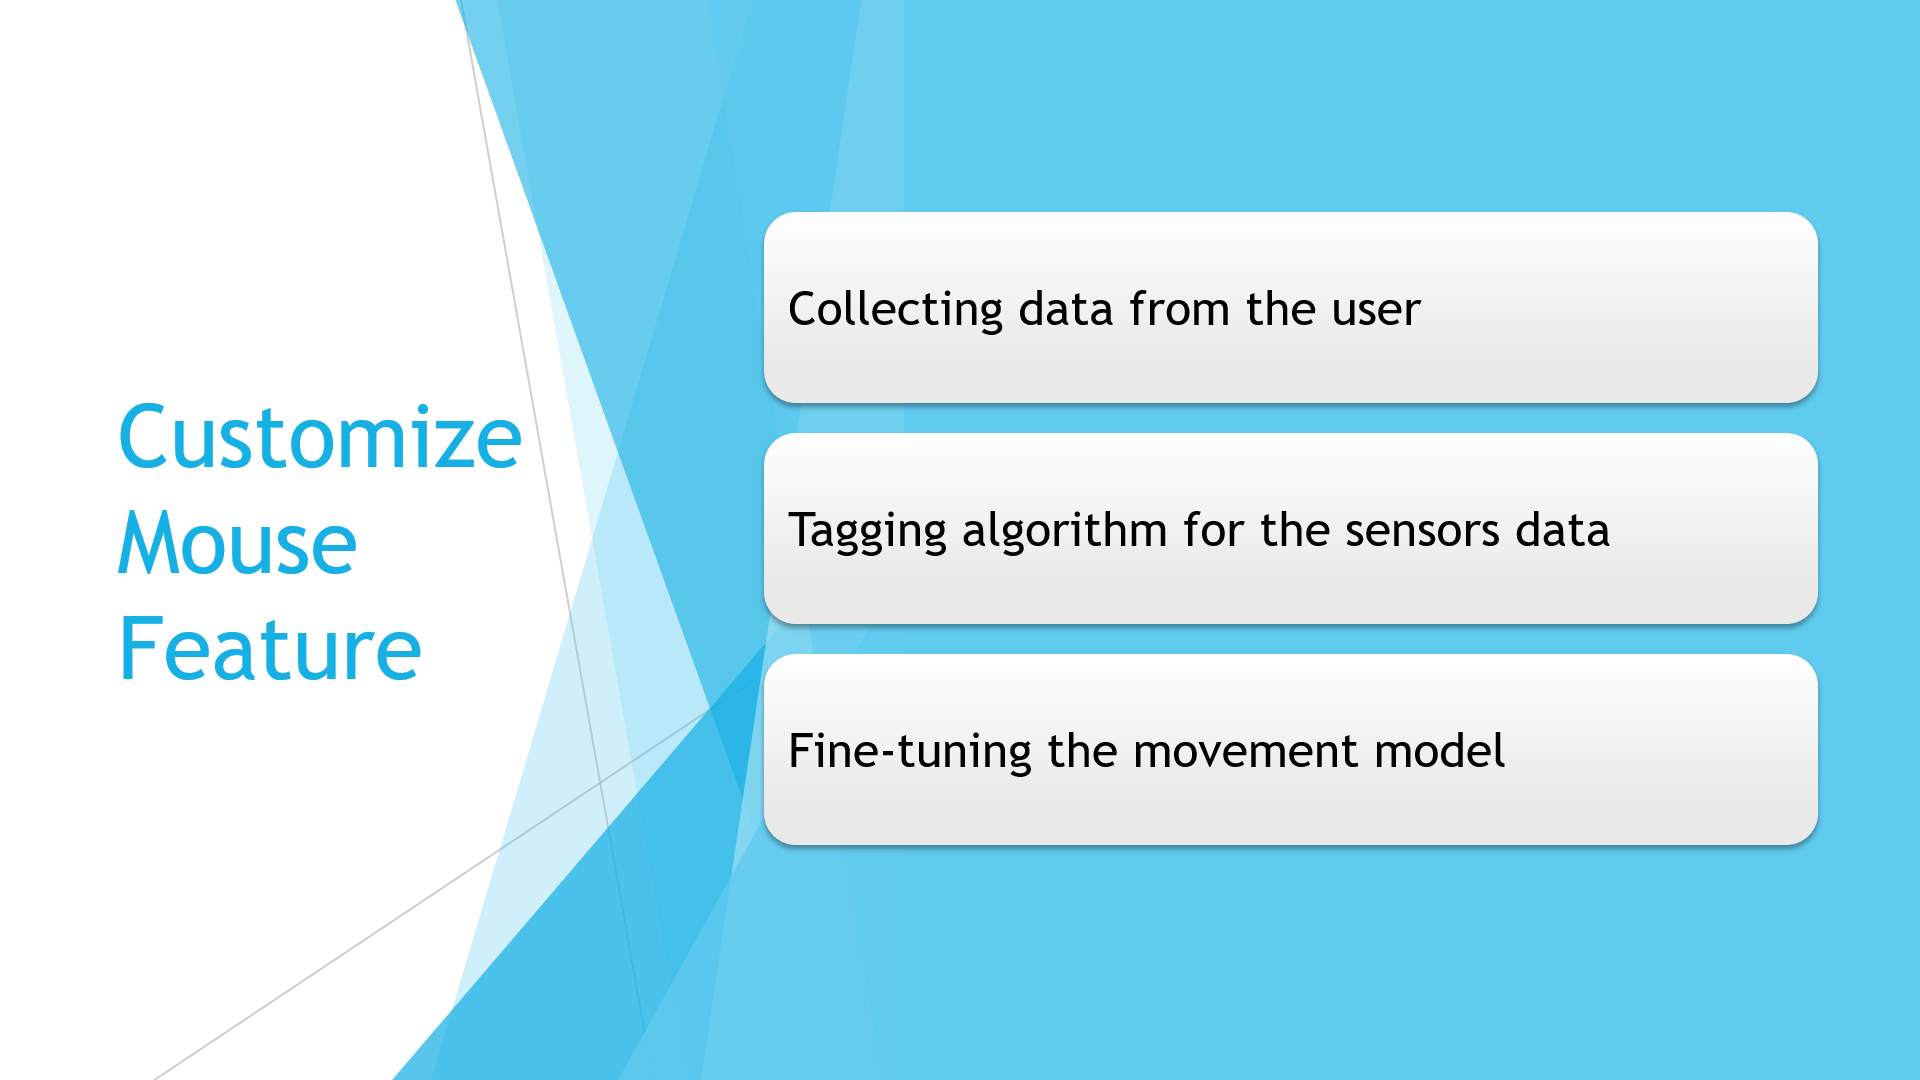 Customize
Mouse
Feature
Collecting data from the user
Tagging algorithm for the sensors data
Fine-tuning the movement model